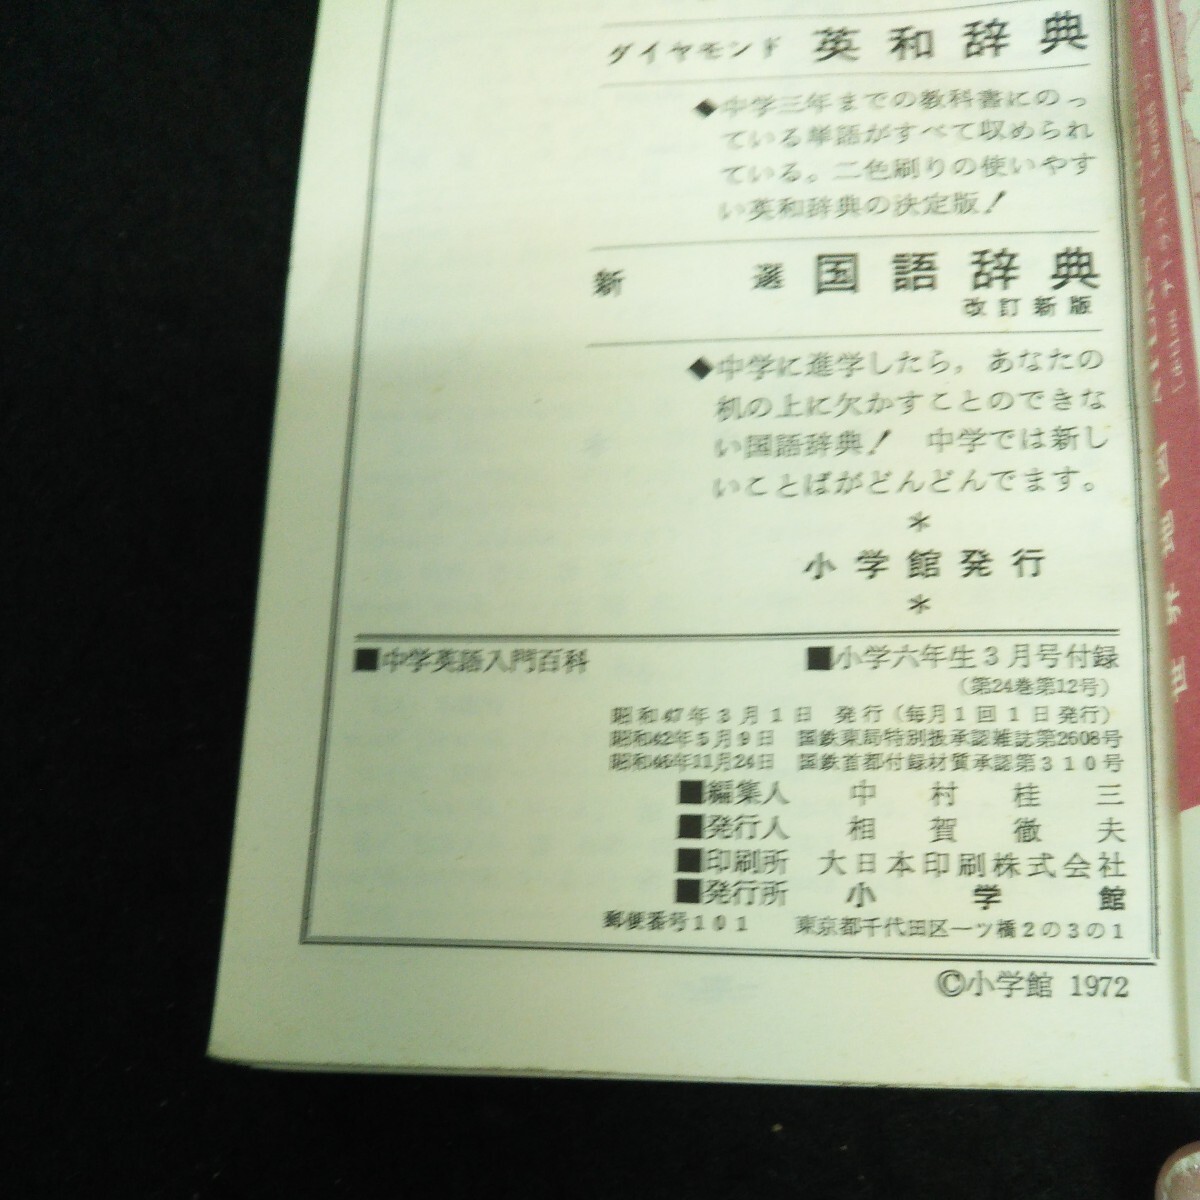 ダイヤモンド 英和辞典
◆中学三年までの教科書にのっ
ている単語がすべて収められ
ている。二色刷りの使いやす
い英和辞典の決定版！
新選 国語辞典
改訂新版
◆中学に進学したら，あなたの
机の上に欠かすことのできな
い国語辞典！ 中学では新し
いことばがどんどんでます。
＊
小学館発行
＊
■中学英語入門百科 ■小学六年生3月号付録
（第24巻第12号）
昭和47年3月1日 発行（毎月1回1日発行）
昭和42年5月9日 国鉄東局特別扱承認雑誌第2608号
昭和46年11月24日 国鉄首都付録材質承認第310号
■編集人 中村桂三
■発行人 相賀徹夫
■印刷所 大日本印刷株式会社
■発行所 小学館
郵便番号101 東京都千代田区一ツ橋2の3の1
©小学館 1972